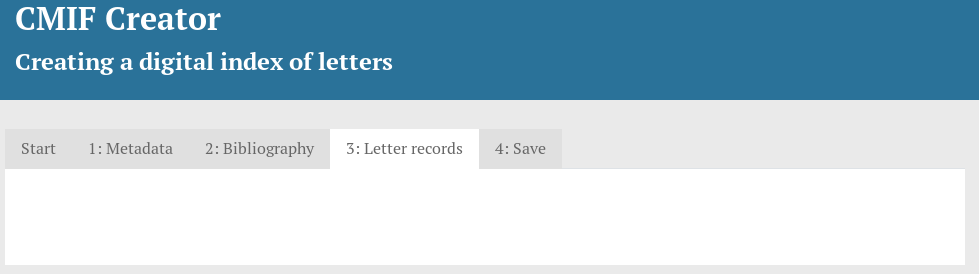 CMIF Creator
Creating a digital index of letters
Start 1: Metadata 2: Bibliography 3: Letter records 4: Save